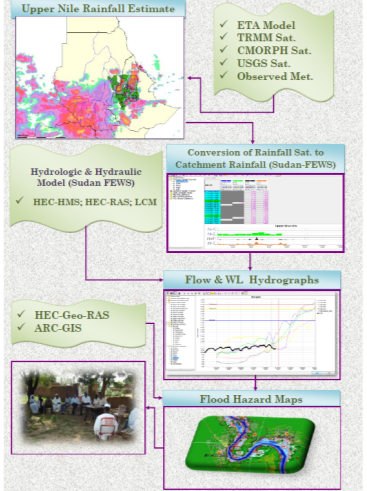 Upper Nile Rainfall Estimate
✓ ETA Model
✓ TRMM Sat.
✓ CMORPH Sat.
✓ USGS Sat.
✓ Observed Met.
Conversion of Rainfall Sat. to
Catchment Rainfall (Sudan-FEWS)
Hydrologic & Hydraulic
Model (Sudan FEWS)
✓ HEC-HMS; HEC-RAS; LCM
Flow & WL Hydrographs
✓ HEC-Geo-RAS
✓ ARC-GIS
Flood Hazard Maps